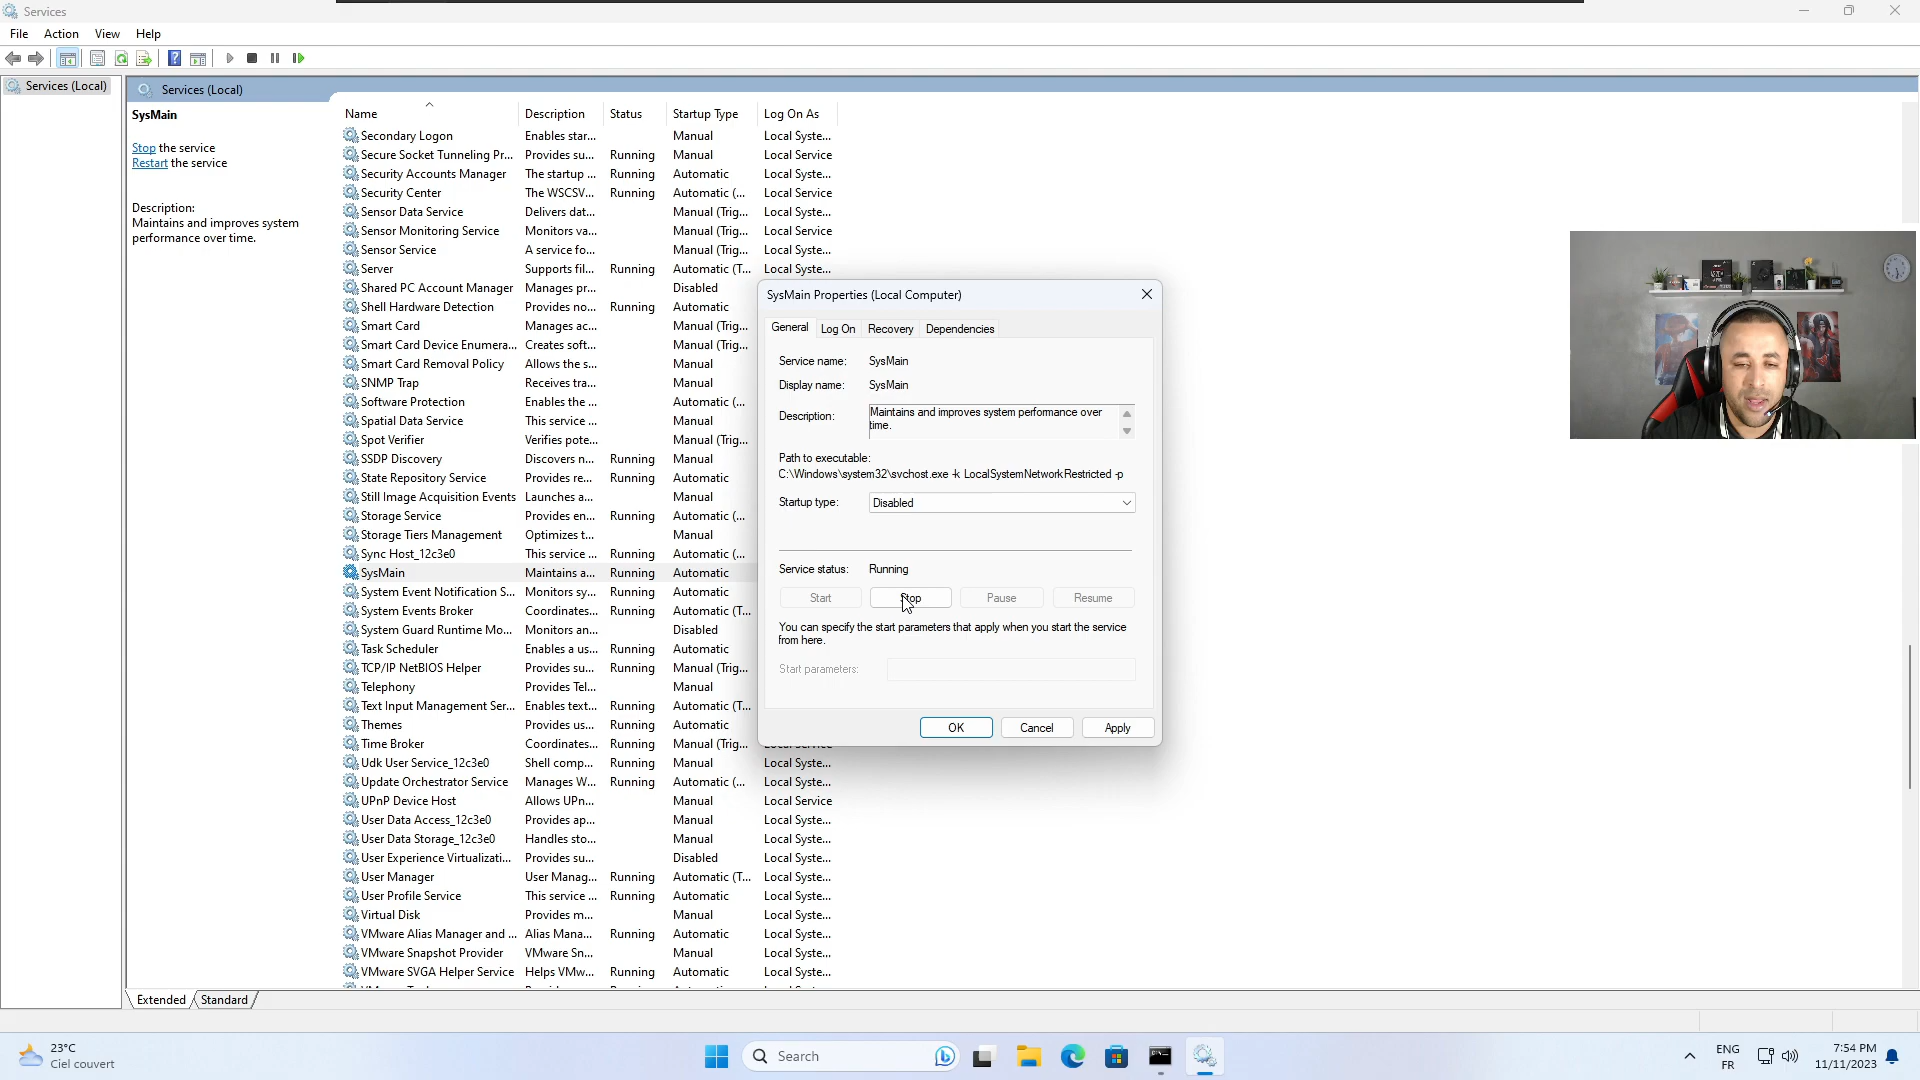 Services
File Action View Help
Services (Local)
Services (Local)
SysMain
Stop the service
Restart the service
Description:
Maintains and improves system
performance over time.
Name Description Status Startup Type Log On As
Secondary Logon Enables star... Manual Local Syste...
Secure Socket Tunneling Pr... Provides su... Running Manual Local Service
Security Accounts Manager The startup ... Running Automatic Local Syste...
Security Center The WSCSV... Running Automatic (... Local Service
Sensor Data Service Delivers dat... Manual (Trig... Local Syste...
Sensor Monitoring Service Monitors va... Manual (Trig... Local Service
Sensor Service A service fo... Manual (Trig... Local Syste...
Server Supports fil... Running Automatic (T... Local Syste...
Shared PC Account Manager Manages pr... Disabled
Shell Hardware Detection Provides no... Running Automatic
Smart Card Manages ac... Manual (Trig...
Smart Card Device Enumera... Creates soft... Manual (Trig...
Smart Card Removal Policy Allows the s... Manual
SNMP Trap Receives tra... Manual
Software Protection Enables the ... Automatic (...
Spatial Data Service This service ... Manual
Spot Verifier Verifies pote... Manual (Trig...
SSDP Discovery Discovers n... Running Manual
State Repository Service Provides re... Running Automatic
Still Image Acquisition Events Launches a... Manual
Storage Service Provides en... Running Automatic (...
Storage Tiers Management Optimizes t... Manual
Sync Host_12c3e0 This service ... Running Automatic (...
SysMain Maintains a... Running Automatic
System Event Notification S... Monitors sy... Running Automatic
System Events Broker Coordinates... Running Automatic (T...
System Guard Runtime Mo... Monitors an... Disabled
Task Scheduler Enables a us... Running Automatic
TCP/IP NetBIOS Helper Provides su... Running Manual (Trig...
Telephony Provides Tel... Manual
Text Input Management Ser... Enables text... Running Automatic (T...
Themes Provides us... Running Automatic
Time Broker Coordinates... Running Manual (Trig... Local Service
Udk User Service_12c3e0 Shell comp... Running Manual Local Syste...
Update Orchestrator Service Manages W... Running Automatic (... Local Syste...
UPnP Device Host Allows UPn... Manual Local Service
User Data Access_12c3e0 Provides ap... Manual Local Syste...
User Data Storage_12c3e0 Handles sto... Manual Local Syste...
User Experience Virtualizati... Provides su... Disabled Local Syste...
User Manager User Manag... Running Automatic (T... Local Syste...
User Profile Service This service ... Running Automatic Local Syste...
Virtual Disk Provides m... Manual Local Syste...
VMware Alias Manager and ... Alias Mana... Running Automatic Local Syste...
VMware Snapshot Provider VMware Sn... Manual Local Syste...
VMware SVGA Helper Service Helps VMw... Running Automatic Local Syste...
SysMain Properties (Local Computer)
General Log On Recovery Dependencies
Service name: SysMain
Display name: SysMain
Description: Maintains and improves system performance over
time.
Path to executable:
C:\Windows\system32\svchost.exe -k LocalSystemNetworkRestricted -p
Startup type: Disabled
Service status: Running
Start Stop Pause Resume
You can specify the start parameters that apply when you start the service
from here.
Start parameters:
OK Cancel Apply
Extended Standard
23°C
Ciel couvert
Search
ENG
FR
7:54 PM
11/11/2023